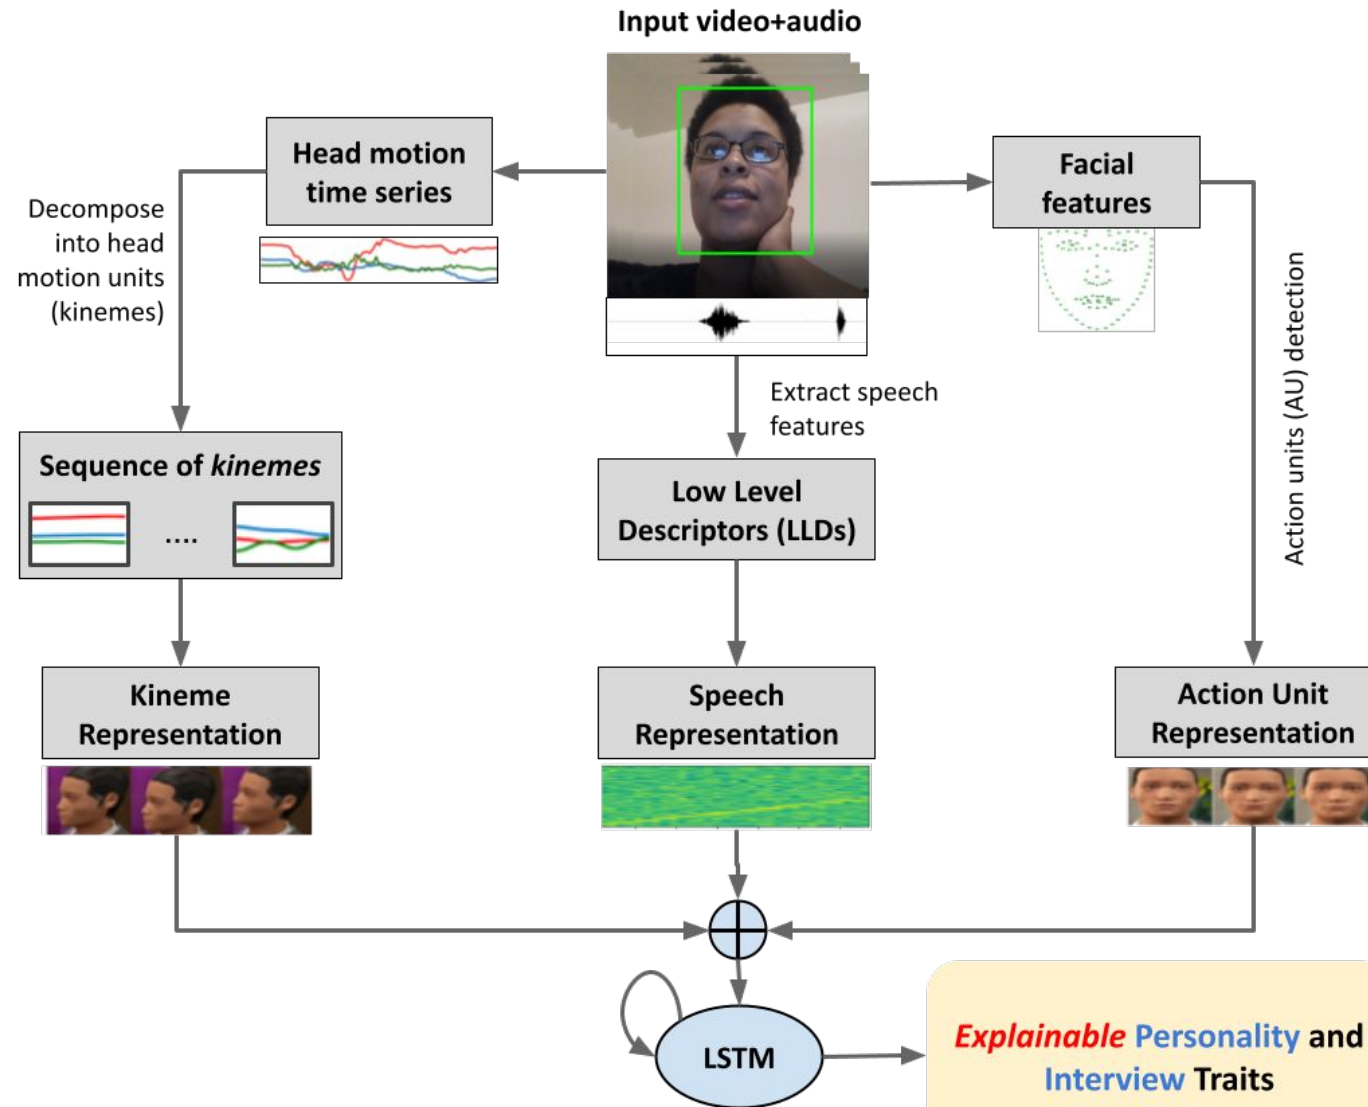 Input video+audio
Head motion
time series
Facial
features
Decompose
into head
motion units
(kinemes)
Extract speech
features
Action units (AU) detection
Sequence of kinemes
....
Low Level
Descriptors (LLDs)
Kineme
Representation
Speech
Representation
Action Unit
Representation
LSTM
Explainable Personality and
Interview Traits